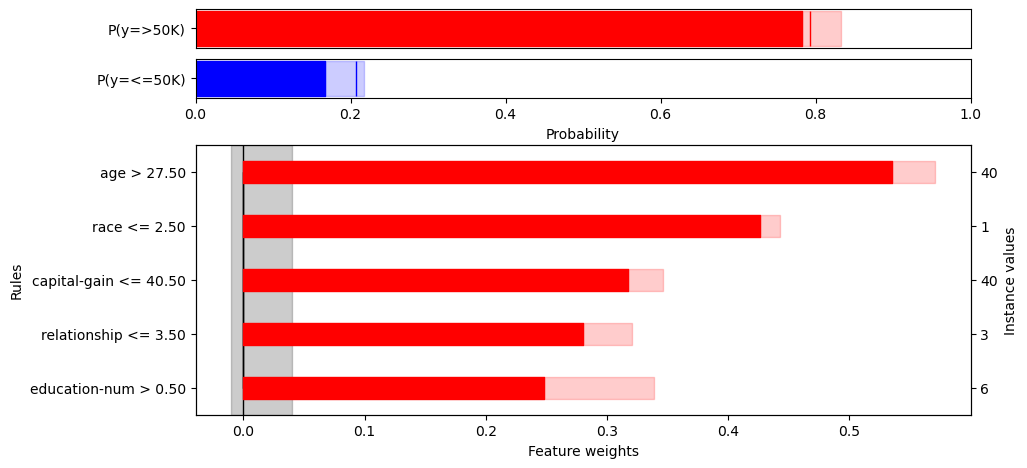 P(y=>50K)
P(y=<=50K)
0.0 0.2 0.4 0.6 0.8 1.0
Probability
age > 27.50 40
race <= 2.50 1
capital-gain <= 40.50 40
relationship <= 3.50 3
education-num > 0.50 6
Rules
Instance values
0.0 0.1 0.2 0.3 0.4 0.5
Feature weights